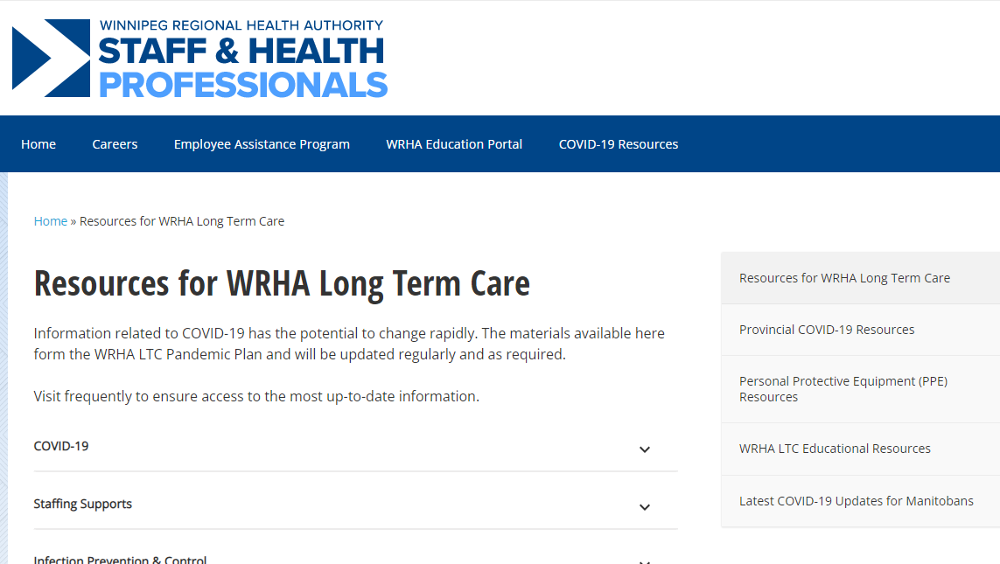 WINNIPEG REGIONAL HEALTH AUTHORITY
STAFF & HEALTH
PROFESSIONALS
Home Careers Employee Assistance Program WRHA Education Portal COVID-19 Resources
Home » Resources for WRHA Long Term Care
Resources for WRHA Long Term Care
Information related to COVID-19 has the potential to change rapidly. The materials available here
form the WRHA LTC Pandemic Plan and will be updated regularly and as required.
Visit frequently to ensure access to the most up-to-date information.
COVID-19
Staffing Supports
Infection Prevention & Control
Resources for WRHA Long Term Care
Provincial COVID-19 Resources
Personal Protective Equipment (PPE)
Resources
WRHA LTC Educational Resources
Latest COVID-19 Updates for Manitobans